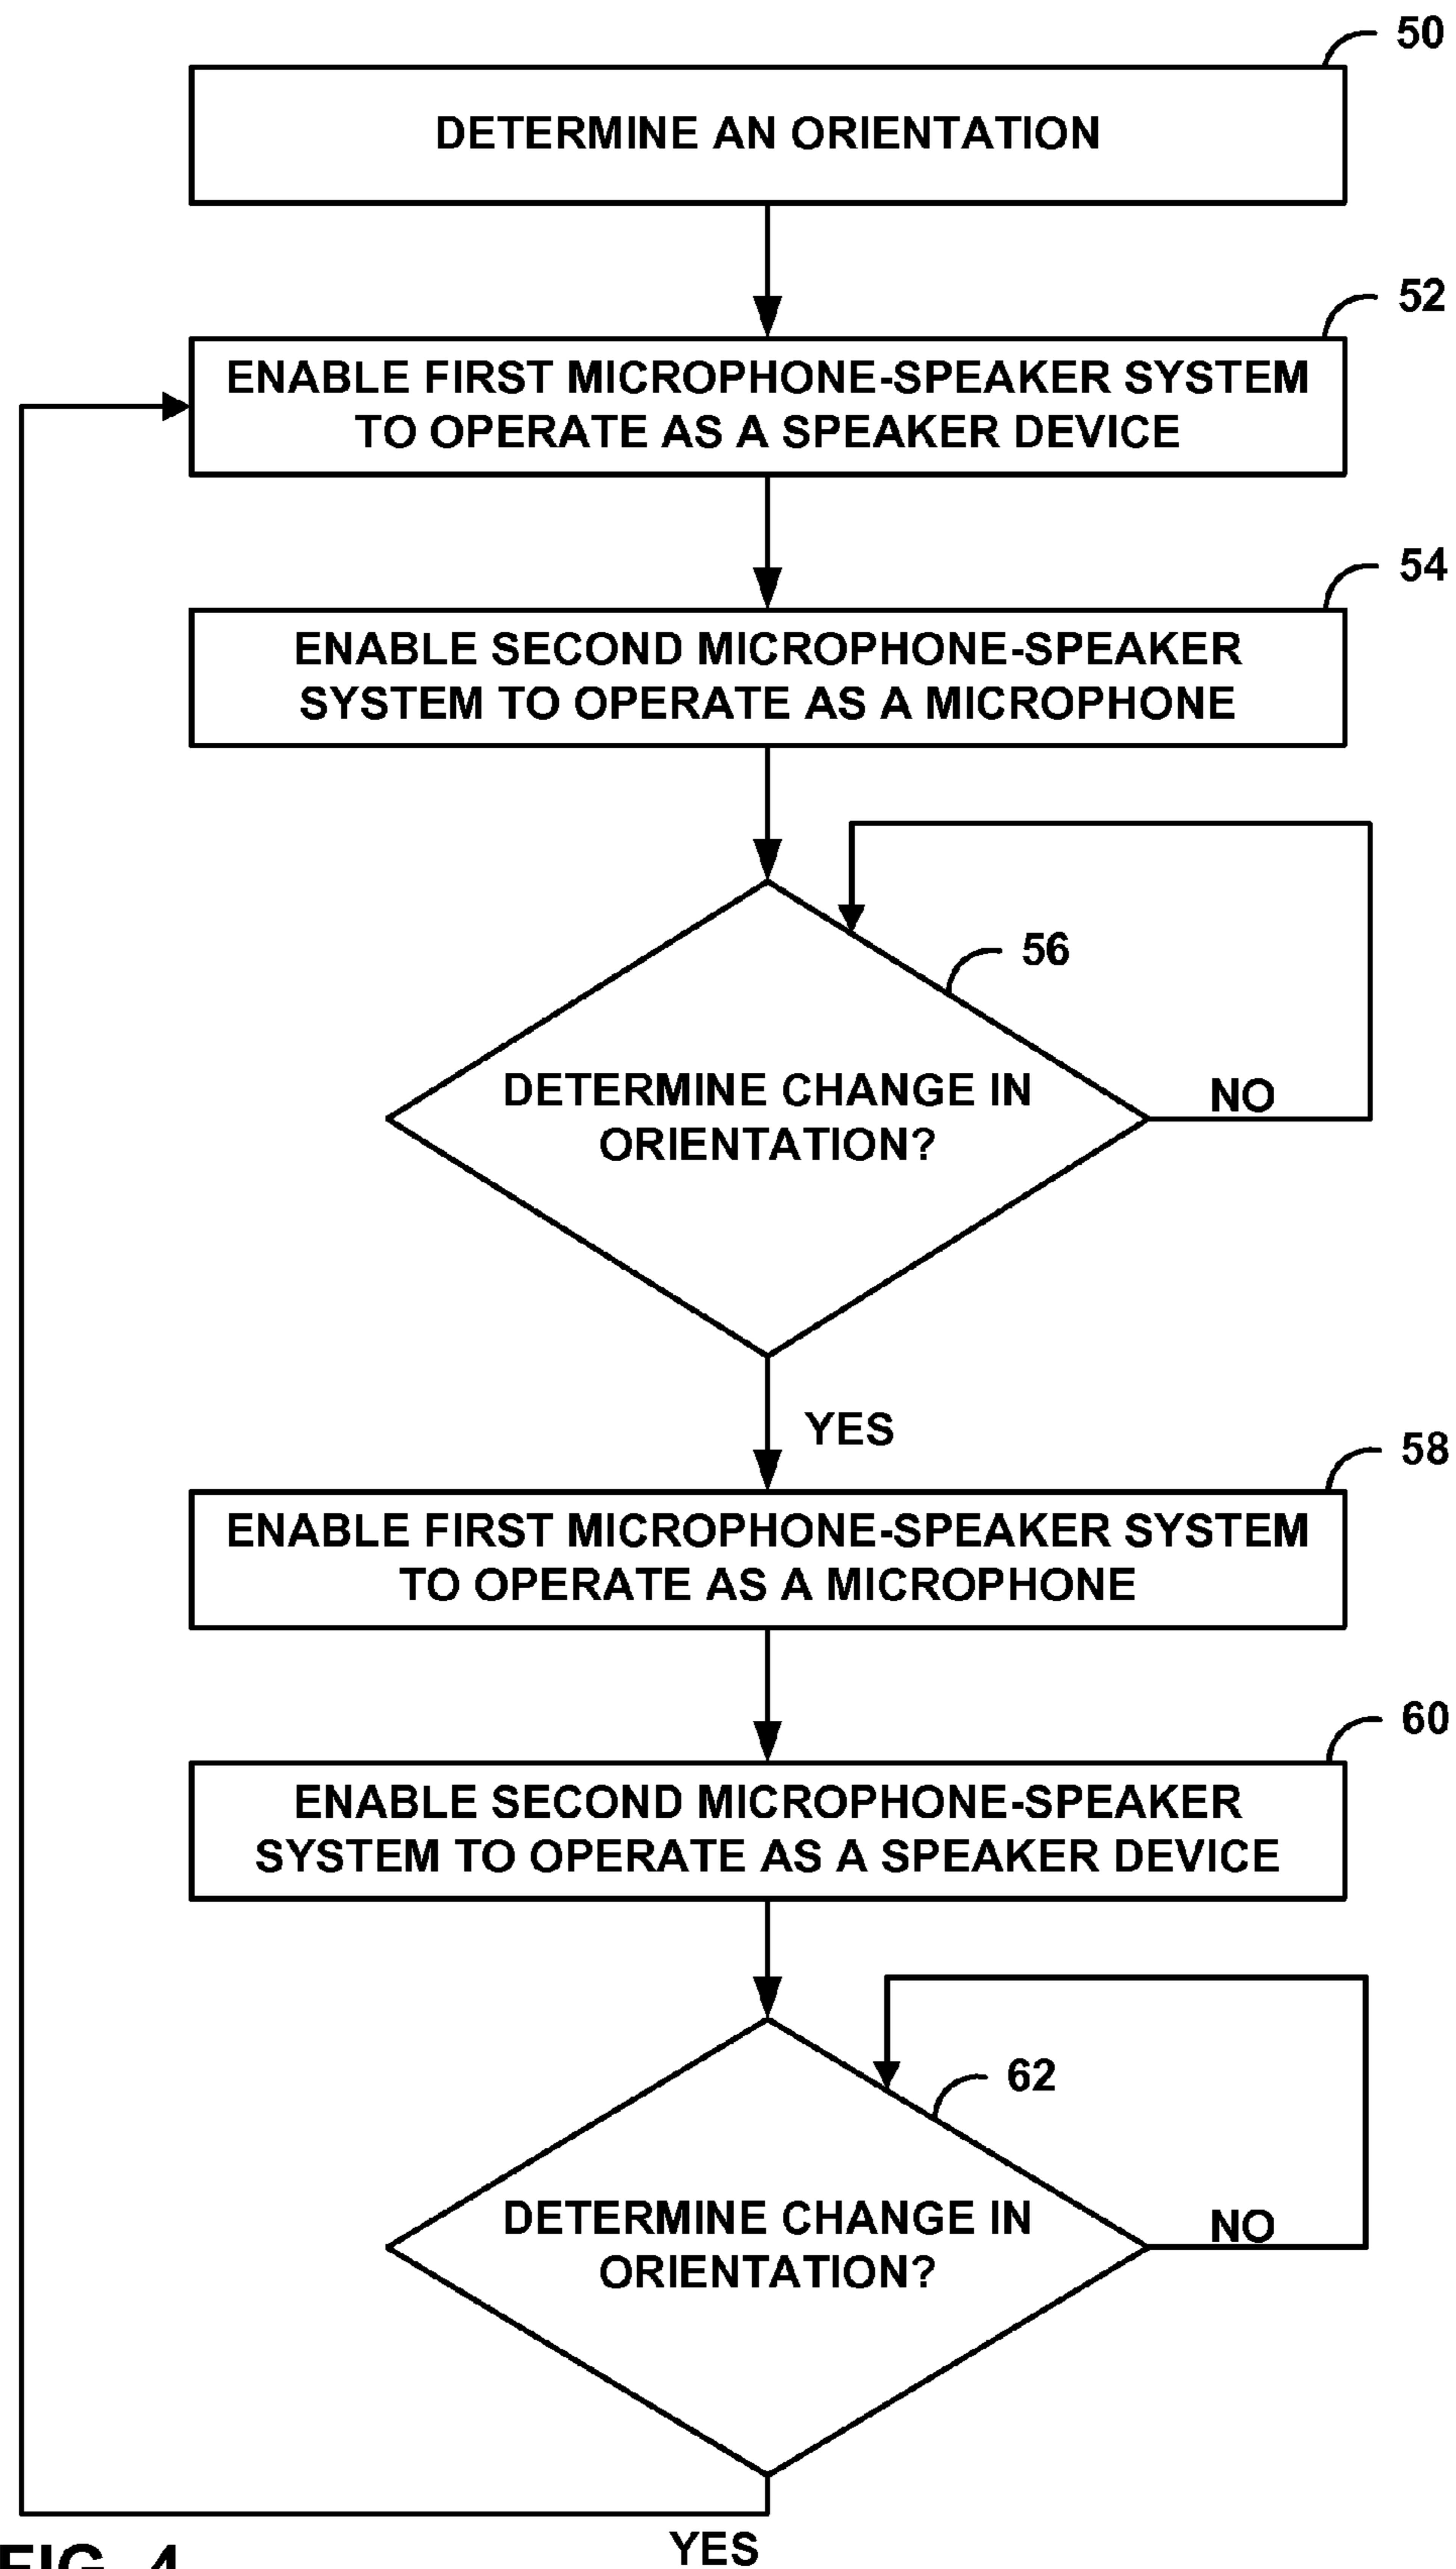 50
DETERMINE AN ORIENTATION
52
ENABLE FIRST MICROPHONE-SPEAKER SYSTEM
TO OPERATE AS A SPEAKER DEVICE
54
ENABLE SECOND MICROPHONE-SPEAKER
SYSTEM TO OPERATE AS A MICROPHONE
56
DETERMINE CHANGE IN
ORIENTATION?
NO
YES
58
ENABLE FIRST MICROPHONE-SPEAKER SYSTEM
TO OPERATE AS A MICROPHONE
60
ENABLE SECOND MICROPHONE-SPEAKER
SYSTEM TO OPERATE AS A SPEAKER DEVICE
62
DETERMINE CHANGE IN
ORIENTATION?
NO
YES
FIG. 4